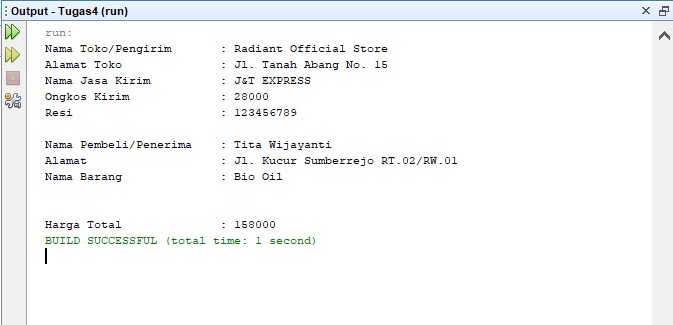 Output - Tugas4 (run)
run:
Nama Toko/Pengirim : Radiant Official Store
Alamat Toko : Jl. Tanah Abang No. 15
Nama Jasa Kirim : J&T EXPRESS
Ongkos Kirim : 28000
Resi : 123456789
Nama Pembeli/Penerima : Tita Wijayanti
Alamat : Jl. Kucur Sumberrejo RT.02/RW.01
Nama Barang : Bio Oil
Harga Total : 158000
BUILD SUCCESSFUL (total time: 1 second)